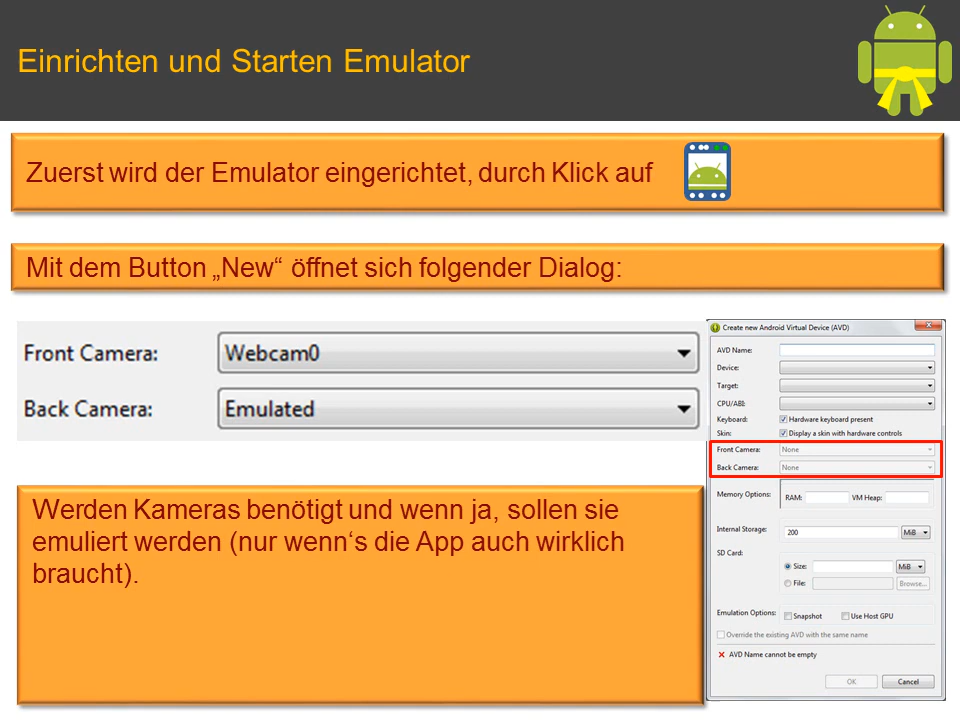 Einrichten und Starten Emulator
Zuerst wird der Emulator eingerichtet, durch Klick auf
Mit dem Button „New“ öffnet sich folgender Dialog:
Front Camera: Webcam0
Back Camera: Emulated
Werden Kameras benötigt und wenn ja, sollen sie
emuliert werden (nur wenn‘s die App auch wirklich
braucht).
Create new Android Virtual Device (AVD)
AVD Name:
Device:
Target:
CPU/ABI:
Keyboard: Hardware keyboard present
Skin: Display a skin with hardware controls
Front Camera: None
Back Camera: None
Memory Options: RAM: VM Heap:
Internal Storage: 200 MiB
SD Card:
Size: MiB
File: Browse...
Emulation Options: Snapshot Use Host GPU
Override the existing AVD with the same name
AVD Name cannot be empty
OK Cancel